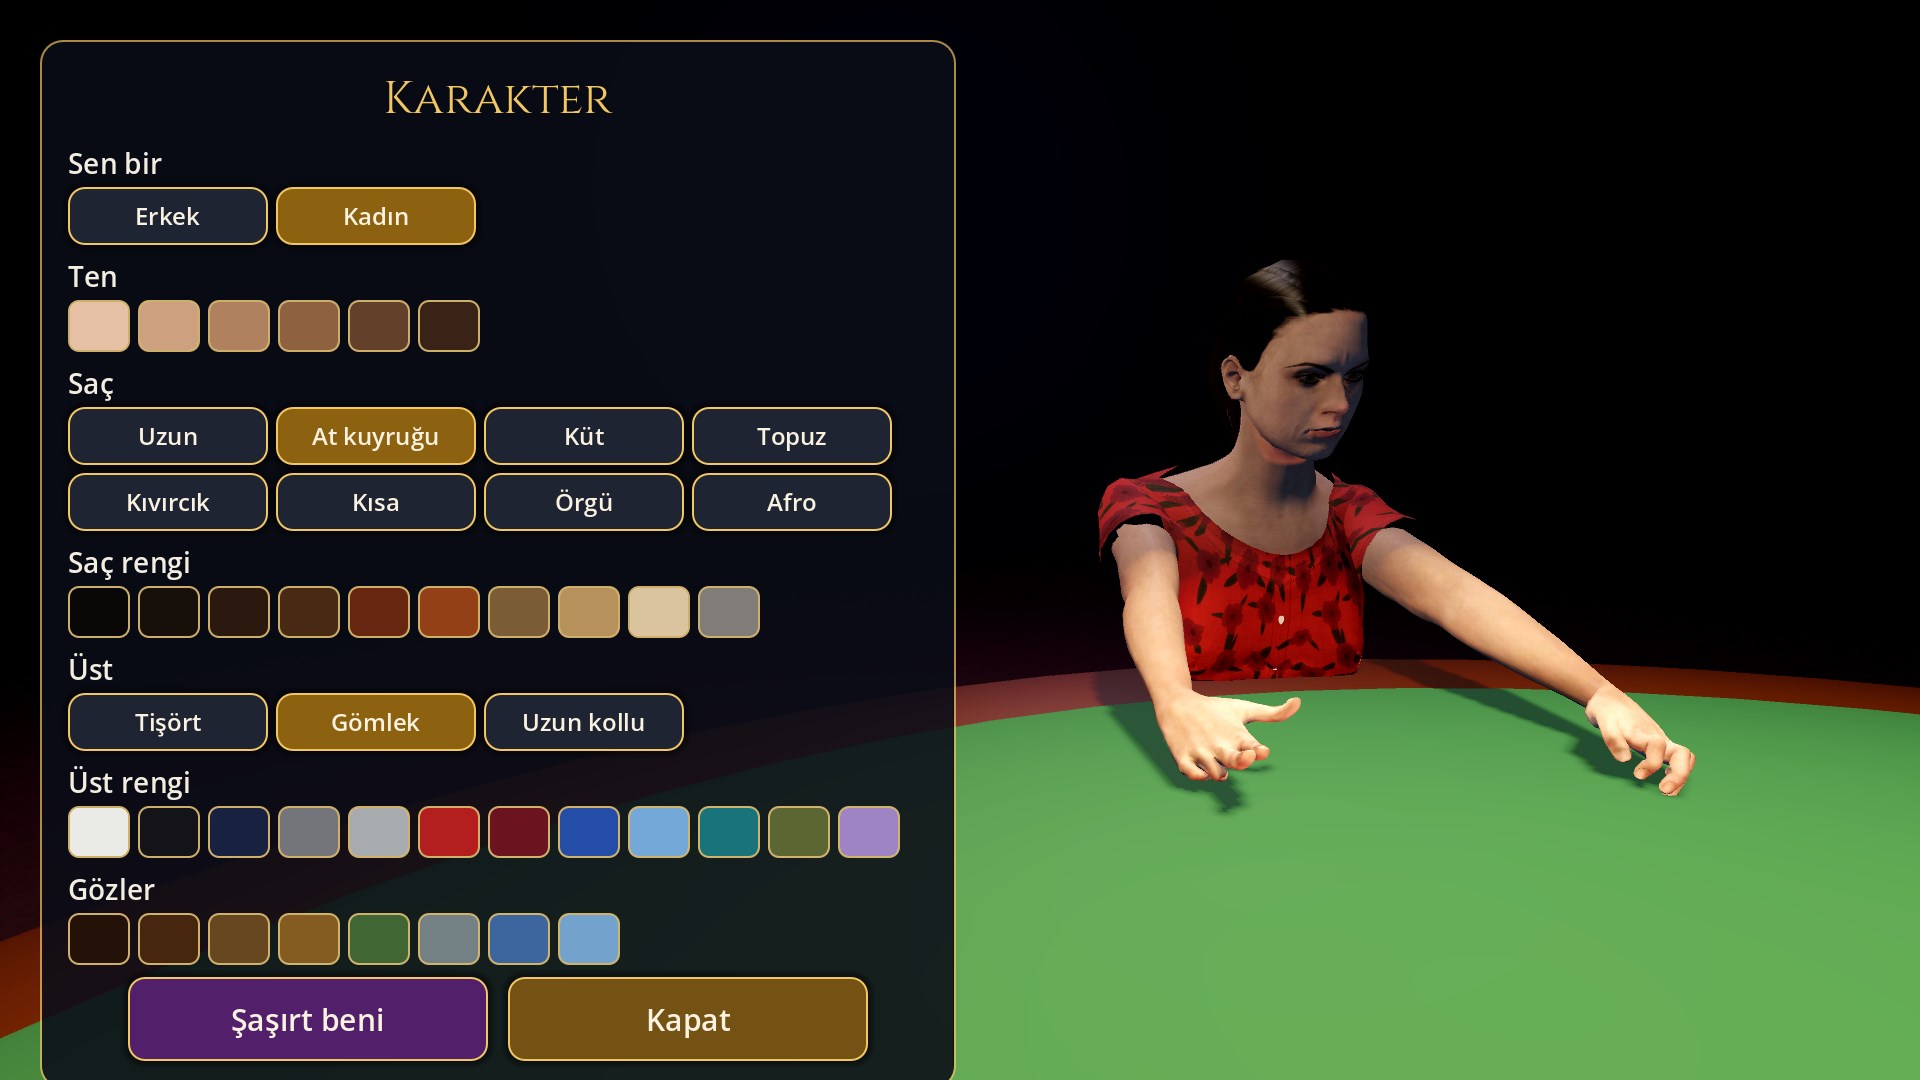 Karakter
Sen bir
Erkek Kadın
Ten
Saç
Uzun At kuyruğu Küt Topuz
Kıvırcık Kısa Örgü Afro
Saç rengi
Üst
Tişört Gömlek Uzun kollu
Üst rengi
Gözler
Şaşırt beni Kapat